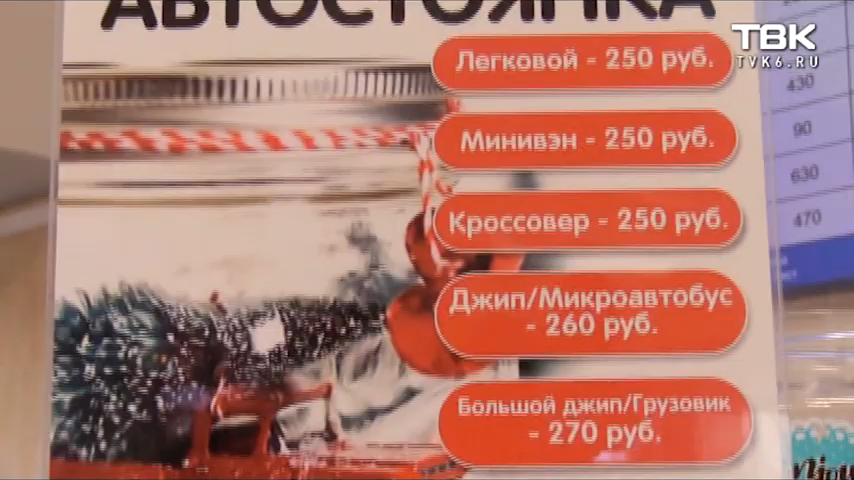 АВТОСТОЯНКА
ТВК
TVK6.RU
Легковой - 250 руб.
Минивэн - 250 руб.
Кроссовер - 250 руб.
Джип/Микроавтобус
- 260 руб.
Большой джип/Грузовик
- 270 руб.
430
90
630
470